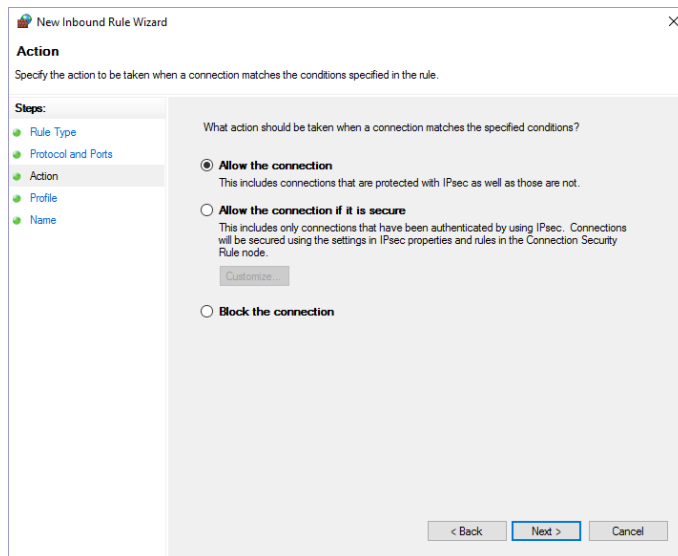 New Inbound Rule Wizard
Action
Specify the action to be taken when a connection matches the conditions specified in the rule.
Steps:
Rule Type
Protocol and Ports
Action
Profile
Name
What action should be taken when a connection matches the specified conditions?
Allow the connection
This includes connections that are protected with IPsec as well as those are not.
Allow the connection if it is secure
This includes only connections that have been authenticated by using IPsec. Connections
will be secured using the settings in IPsec properties and rules in the Connection Security
Rule node.
Customize...
Block the connection
< Back
Next >
Cancel